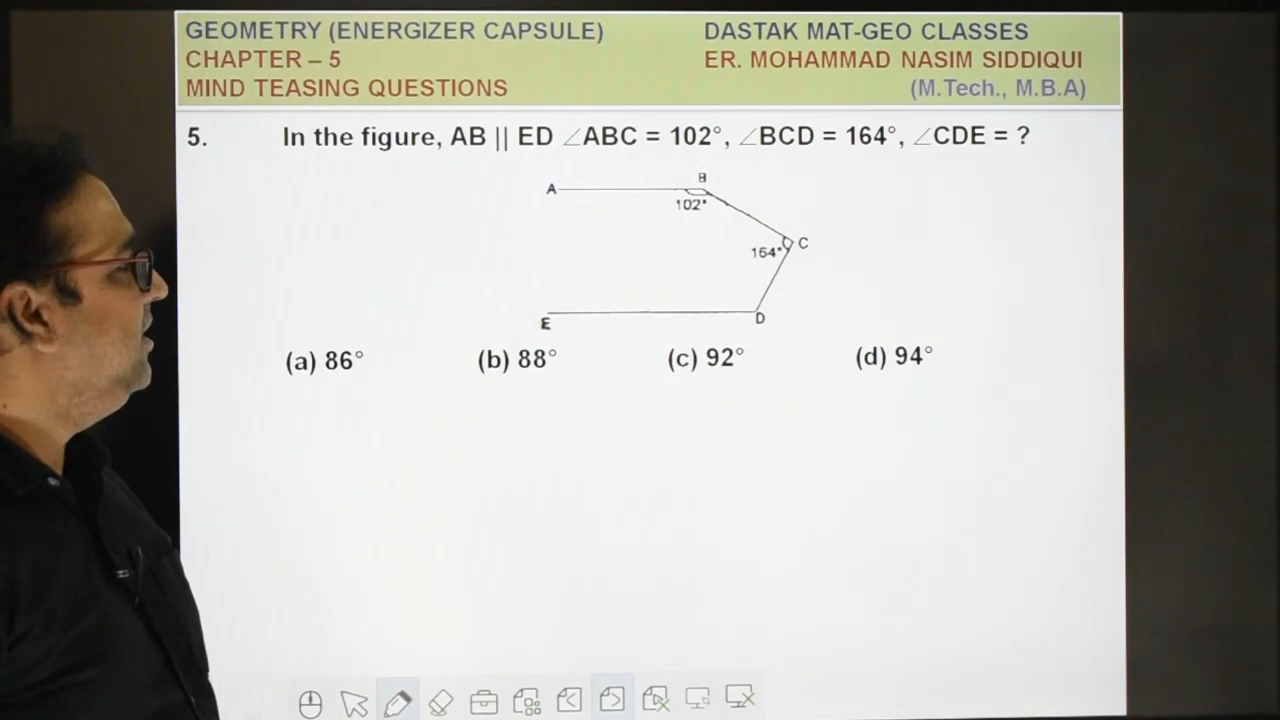 GEOMETRY (ENERGIZER CAPSULE)
DASTAK MAT-GEO CLASSES
CHAPTER – 5
ER. MOHAMMAD NASIM SIDDIQUI
MIND TEASING QUESTIONS
(M.Tech., M.B.A)
5. In the figure, AB || ED ∠ABC = 102°, ∠BCD = 164°, ∠CDE = ?
B
A
102°
C
164°
E
D
(a) 86° (b) 88° (c) 92° (d) 94°